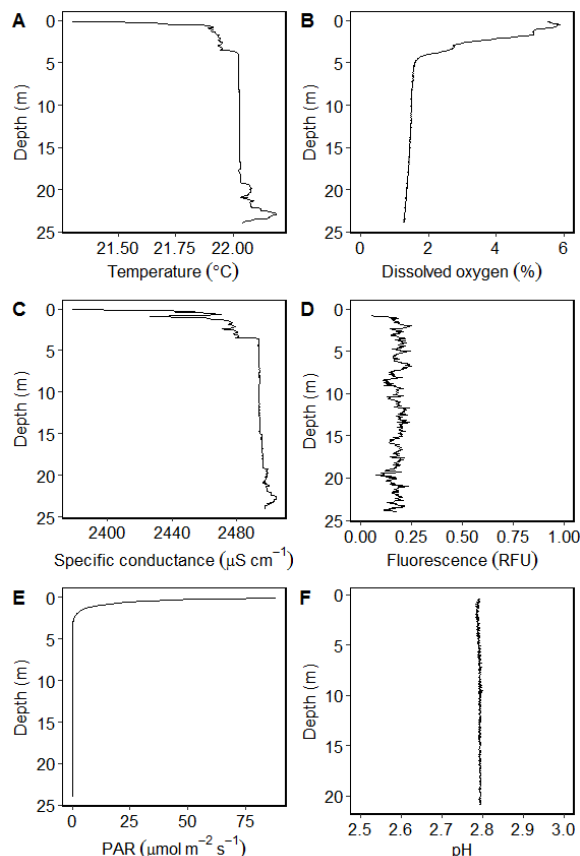 A
Depth (m)
0
5
10
15
20
25
21.50 21.75 22.00
Temperature (°C)
B
Depth (m)
0
5
10
15
20
25
0 2 4 6
Dissolved oxygen (%)
C
Depth (m)
0
5
10
15
20
25
2400 2440 2480
Specific conductance (μS cm⁻¹)
D
Depth (m)
0
5
10
15
20
25
0.00 0.25 0.50 0.75 1.00
Fluorescence (RFU)
E
Depth (m)
0
5
10
15
20
25
0 25 50 75
PAR (μmol m⁻² s⁻¹)
F
Depth (m)
0
5
10
15
20
2.5 2.6 2.7 2.8 2.9 3.0
pH